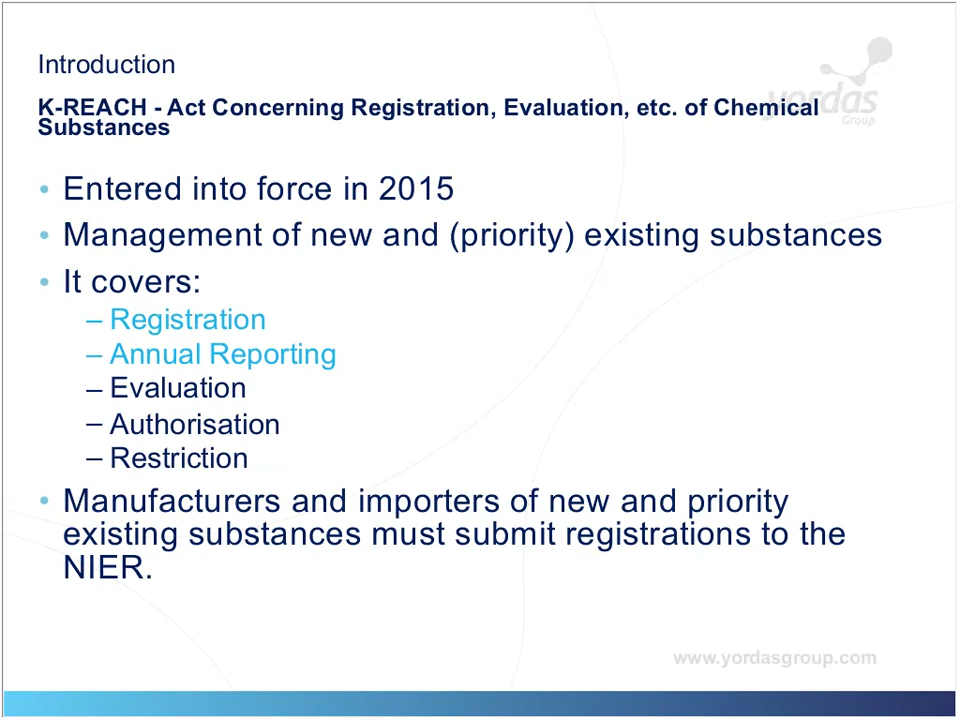 Introduction
yordas
Group
K-REACH - Act Concerning Registration, Evaluation, etc. of Chemical
Substances
• Entered into force in 2015
• Management of new and (priority) existing substances
• It covers:
– Registration
– Annual Reporting
– Evaluation
– Authorisation
– Restriction
• Manufacturers and importers of new and priority
existing substances must submit registrations to the
NIER.
www.yordasgroup.com